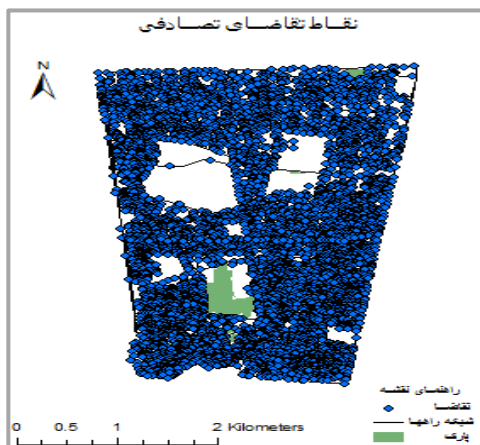 نقاط تقاضای تصادفی
N
راهنمای نقشه
تقاضا
شبکه راهها
پارک
0 0.5 1 2 Kilometers